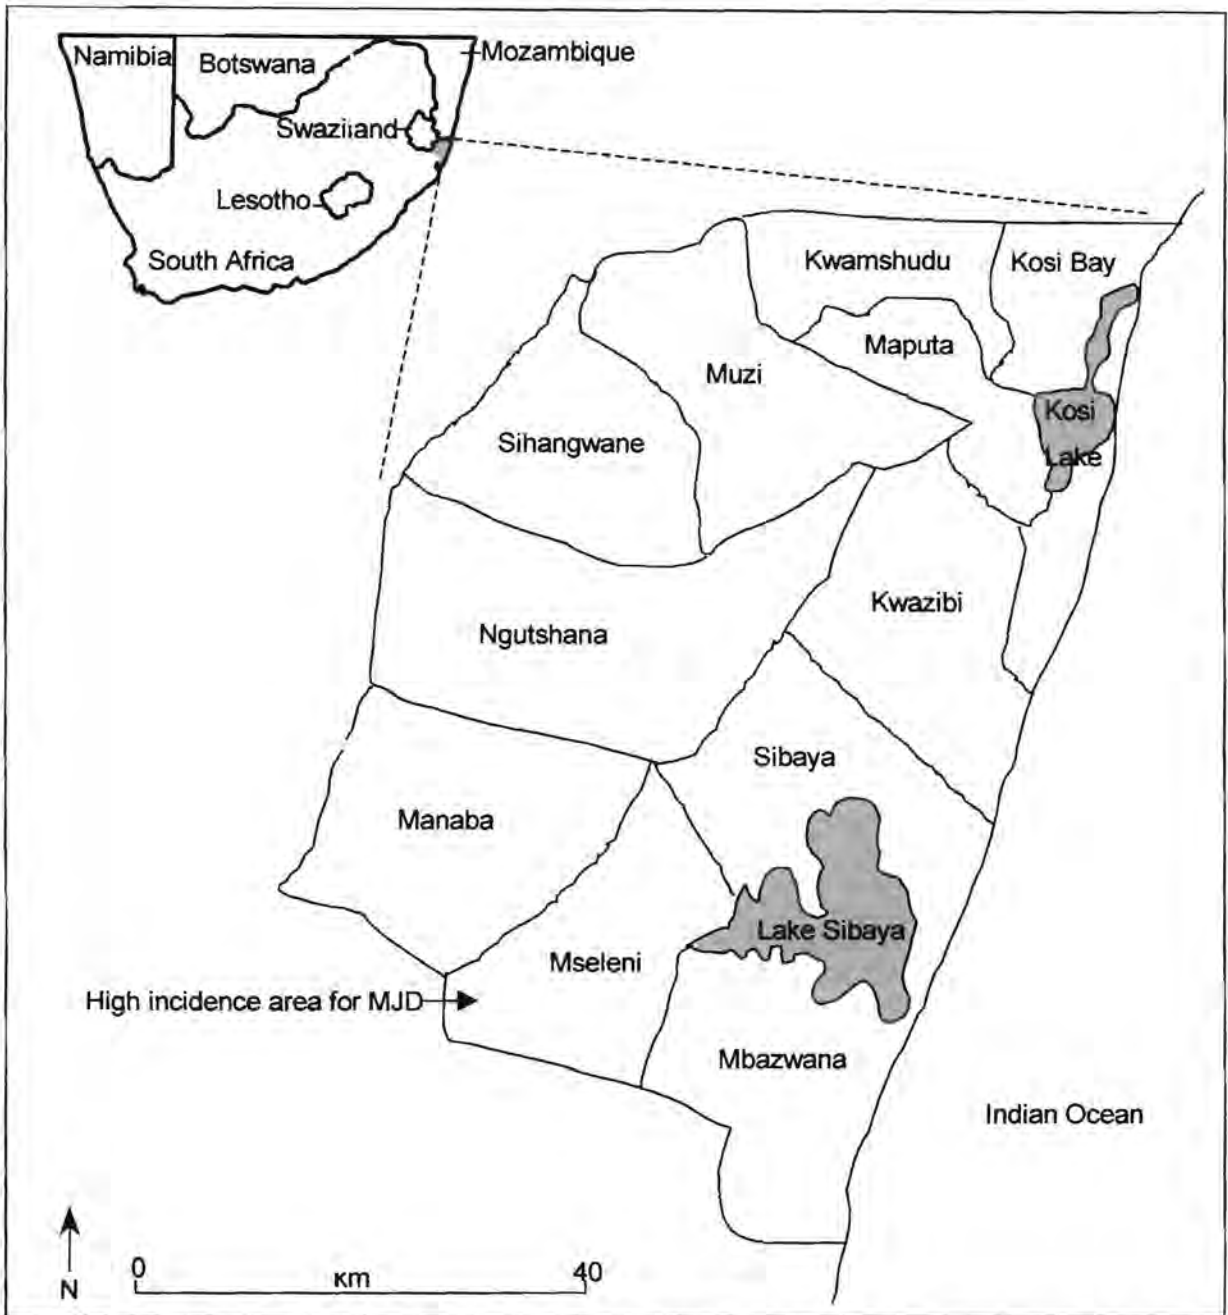 Namibia
Botswana
Mozambique
Swaziland
Lesotho
South Africa
Kwamshudu
Kosi Bay
Maputa
Muzi
Kosi
Lake
Sihangwane
Kwazibi
Ngutshana
Sibaya
Manaba
Lake Sibaya
Mseleni
High incidence area for MJD
Mbazwana
Indian Ocean
N
0
km
40